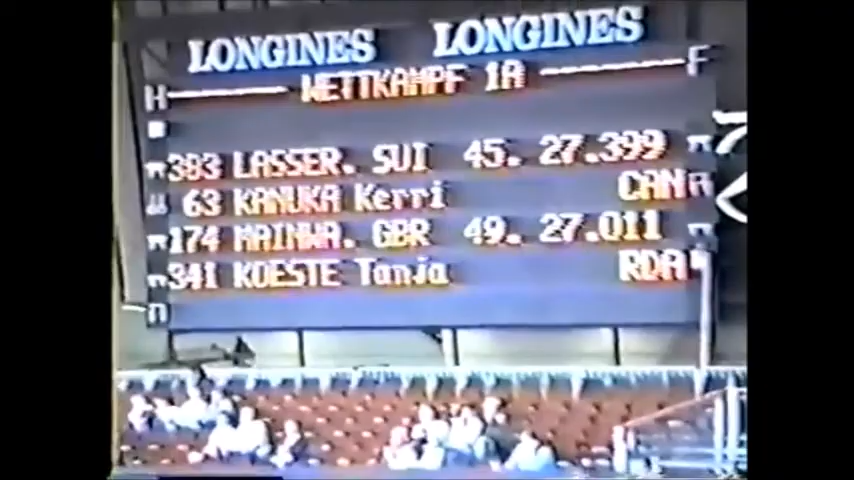 LONGINES LONGINES
WETTKAMPF 1A
383 LASSER. SUI 45. 27.399
63 KANUKA Kerri CAN
174 MAINWA. GBR 49. 27.011
341 KOESTE Tanja RDA